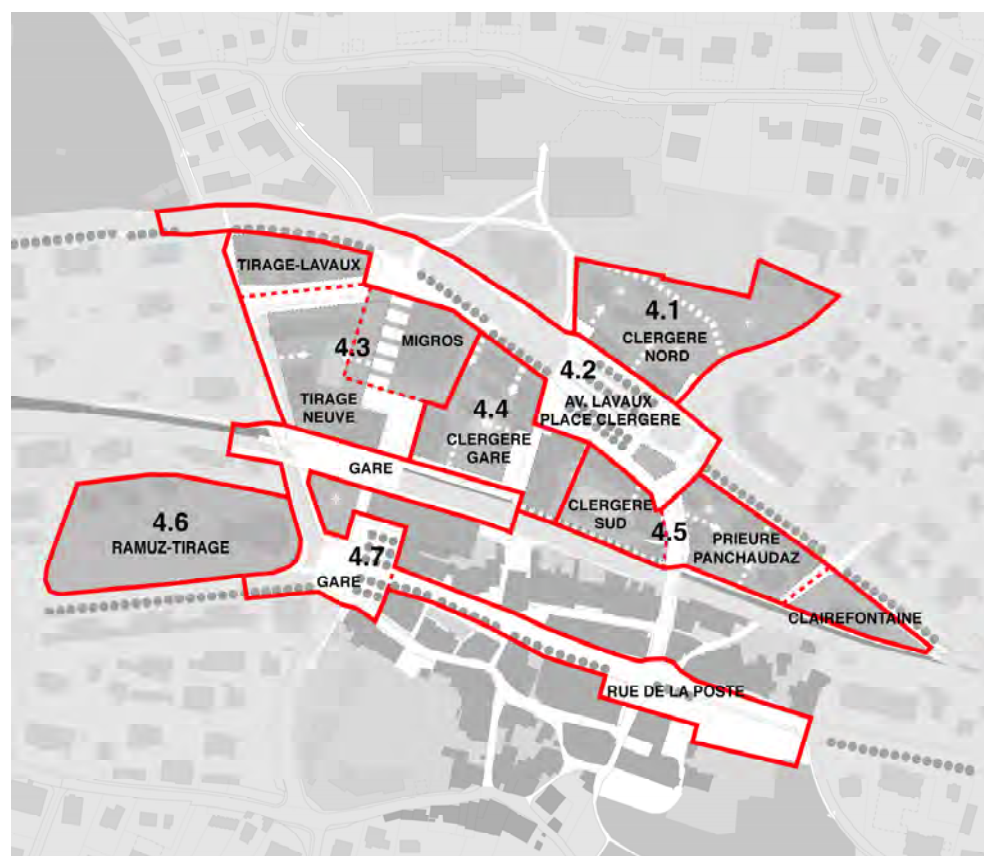 TIRAGE-LAVAUX
4.1
CLERGERE
NORD
4.3
MIGROS
4.2
AV. LAVAUX
PLACE CLERGERE
TIRAGE
NEUVE
4.4
CLERGERE
GARE
GARE
CLERGERE
SUD
4.5
PRIEURE
PANCHAUDAZ
4.6
RAMUZ-TIRAGE
4.7
GARE
CLAIREFONTAINE
RUE DE LA POSTE